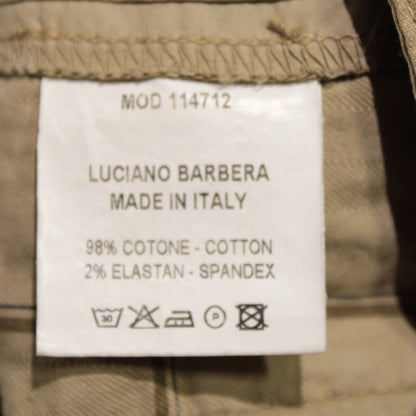 MOD 114712
LUCIANO BARBERA
MADE IN ITALY
98% COTONE - COTTON
2% ELASTAN - SPANDEX
30 P